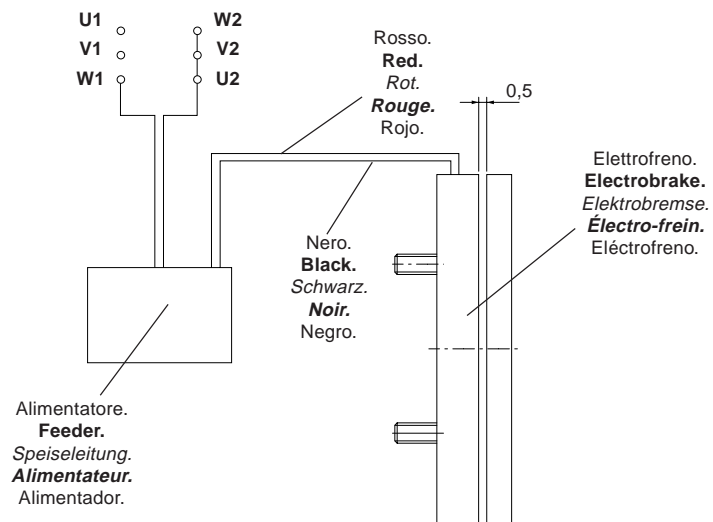 U1 W2
V1 V2
W1 U2
Rosso.
Red.
Rot.
Rouge.
Rojo.
0,5
Elettrofreno.
Electrobrake.
Elektrobremse.
Électro-frein.
Eléctrofreno.
Nero.
Black.
Schwarz.
Noir.
Negro.
Alimentatore.
Feeder.
Speiseleitung.
Alimentateur.
Alimentador.